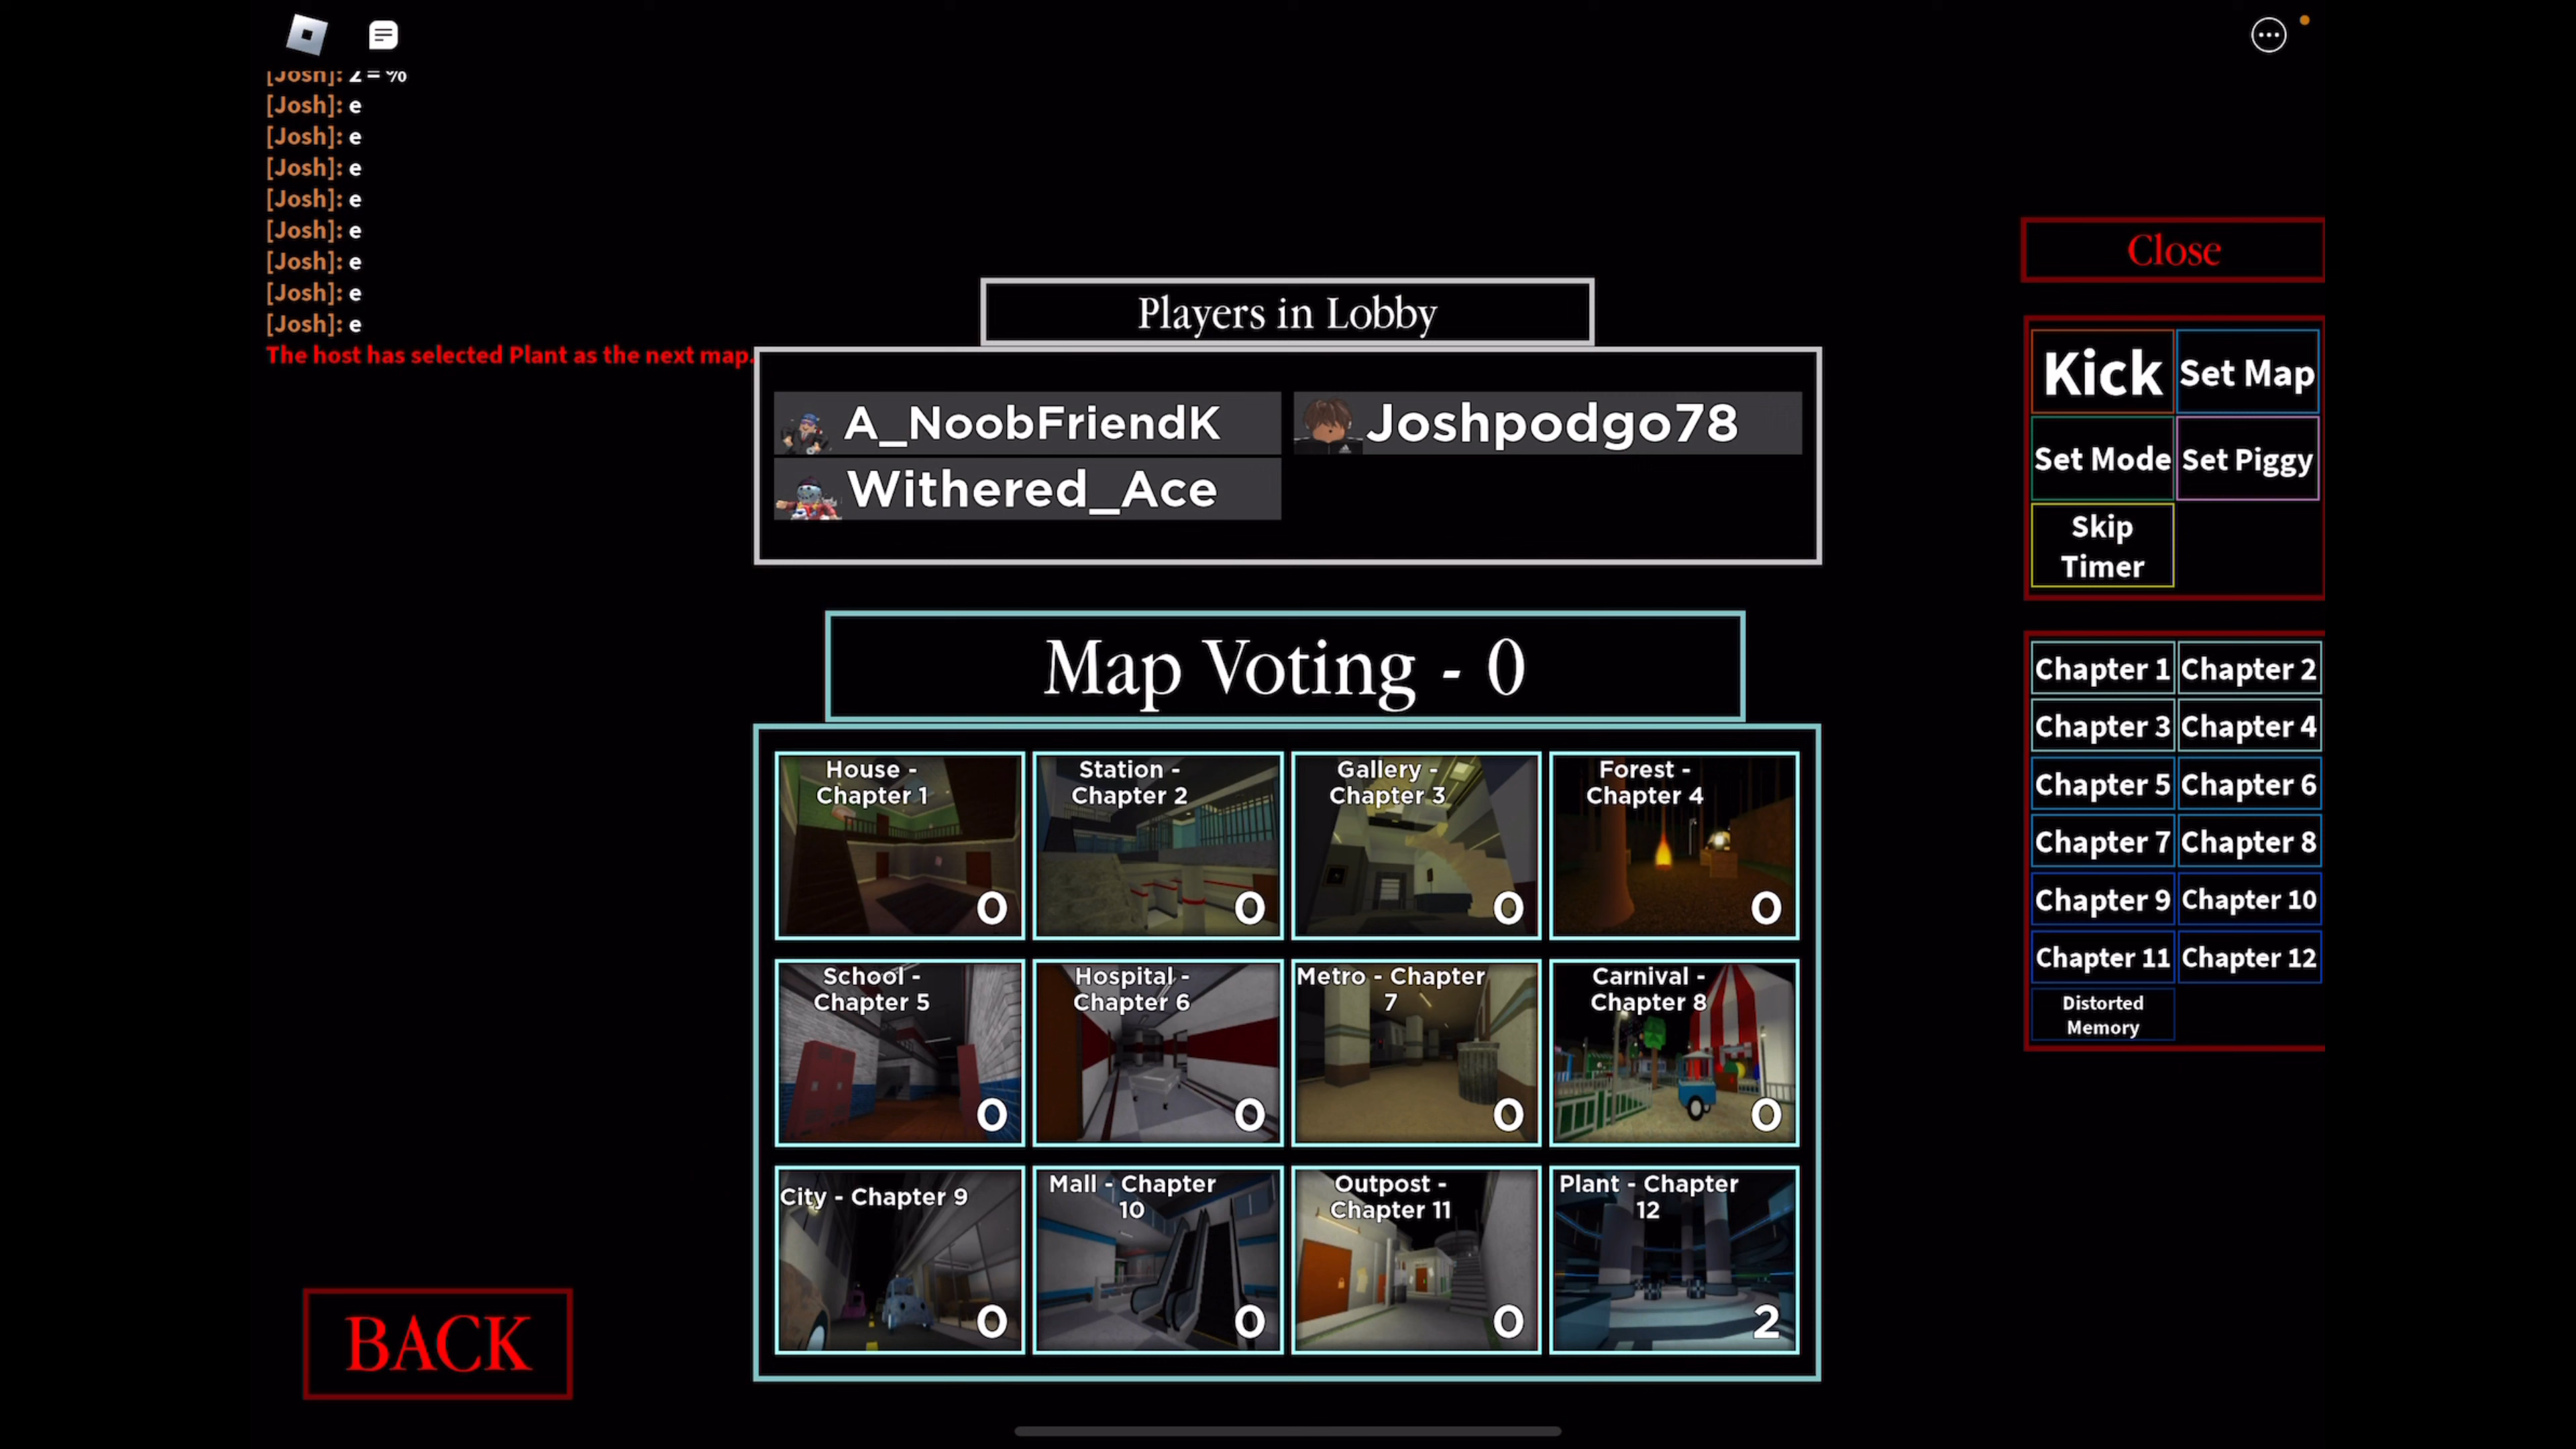 [Josh]: 2 = %
[Josh]: e
[Josh]: e
[Josh]: e
[Josh]: e
[Josh]: e
[Josh]: e
[Josh]: e
[Josh]: e
The host has selected Plant as the next map.
Players in Lobby
A_NoobFriendK
Joshpodgo78
Withered_Ace
Map Voting - 0
House -
Chapter 1
0
Station -
Chapter 2
0
Gallery -
Chapter 3
0
Forest -
Chapter 4
0
School -
Chapter 5
0
Hospital -
Chapter 6
0
Metro - Chapter
7
0
Carnival -
Chapter 8
0
City - Chapter 9
0
Mall - Chapter
10
0
Outpost -
Chapter 11
0
Plant - Chapter
12
2
BACK
Close
Kick
Set Map
Set Mode
Set Piggy
Skip
Timer
Chapter 1
Chapter 2
Chapter 3
Chapter 4
Chapter 5
Chapter 6
Chapter 7
Chapter 8
Chapter 9
Chapter 10
Chapter 11
Chapter 12
Distorted
Memory